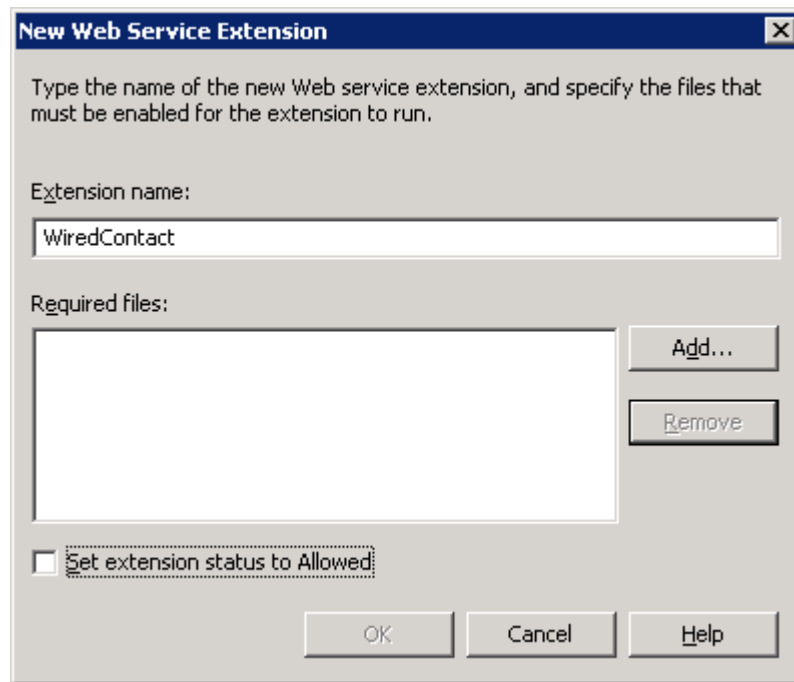 New Web Service Extension
Type the name of the new Web service extension, and specify the files that
must be enabled for the extension to run.
Extension name:
WiredContact
Required files:
Add...
Remove
Set extension status to Allowed
OK Cancel Help